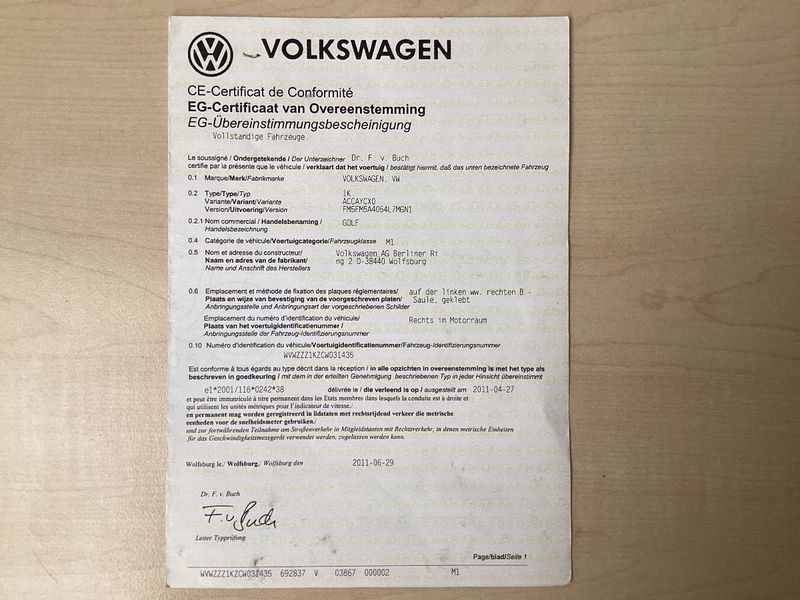 VOLKSWAGEN
CE-Certificat de Conformité
EG-Certificaat van Overeenstemming
EG-Übereinstimmungsbescheinigung
Vollstandige Fahrzeuge
Le soussigné / Ondergetekende / Der Unterzeichner Dr. F. v. Buch
certifie par la présente que le véhicule / verklaart dat het voertuig / bestätigt hiermit, daß das unten bezeichnete Fahrzeug
0.1 Marque/Merk/Fabrikmarke VOLKSWAGEN, VW
0.2 Type/Type/Typ 1K
Variante/Variant/Variante ACCAYCX0
Version/Uitvoering/Version FM5FM5A4054L7MGN1
0.2.1 Nom commercial / Handelsbenaming / GOLF
Handelsbezeichnung
0.4 Catégorie de véhicule/Voertuigcategorie/Fahrzeugklasse M1
0.5 Nom et adresse du constructeur/ Volkswagen AG Berliner Ri
Naam en adres van de fabrikant/ ng 2 D-38440 Wolfsburg
Name und Anschrift des Herstellers
0.6 Emplacement et méthode de fixation des plaques réglementaires/ auf der linken ww. rechten B -
Plaats en wijze van bevestiging van de voorgeschreven platen/ Saule, geklebt
Anbringungsstelle und Anbringungsart der vorgeschriebenen Schilder
Emplacement du numéro d'identification du véhicule/ Rechts im Motorraum
Plaats van het voertuigidentificatienummer /
Anbringungsstelle der Fahrzeug-Identifizierungsnummer
0.10 Numéro d'identification du véhicule/Voertuigidentificatienummer/Fahrzeug-Identifizierungsnummer
WVWZZZ1KZCW031435
Est conforme à tous égards au type décrit dans la réception / in alle opzichten in overeenstemming is met het type als
beschreven in goedkeuring / mit dem in der erteilten Genehmigung beschriebenen Typ in jeder Hinsicht übereinstimmt
e1*2001/116*0242*38 délivrée le / die verleend is op / ausgestellt am 2011-04-27
et peut être immatriculé à titre permanent dans les Etats membres dans lesquels la conduite est à droite et
qui utilisent les unités métriques pour l'indicateur de vitesse./
en permanent mag worden geregistreerd in lidstaten met rechtsrijdend verkeer die metrische
eenheden voor de snelheidsmeter gebruiken./
und zur fortwährenden Teilnahme am Straßenverkehr in Mitgliedstaaten mit Rechtsverkehr, in denen metrische Einheiten
für das Geschwindigkeitsmessgerät verwendet werden, zugelassen werden kann.
Wolfsburg le./ Wolfsburg,/ Wolfsburg den 2011-06-29
Dr. F. v. Buch
F. v. Buch
Leiter Typprüfung
Page/blad/Seite 1
WVWZZZ1KZCW031435 692837 V 03867 000002 M1